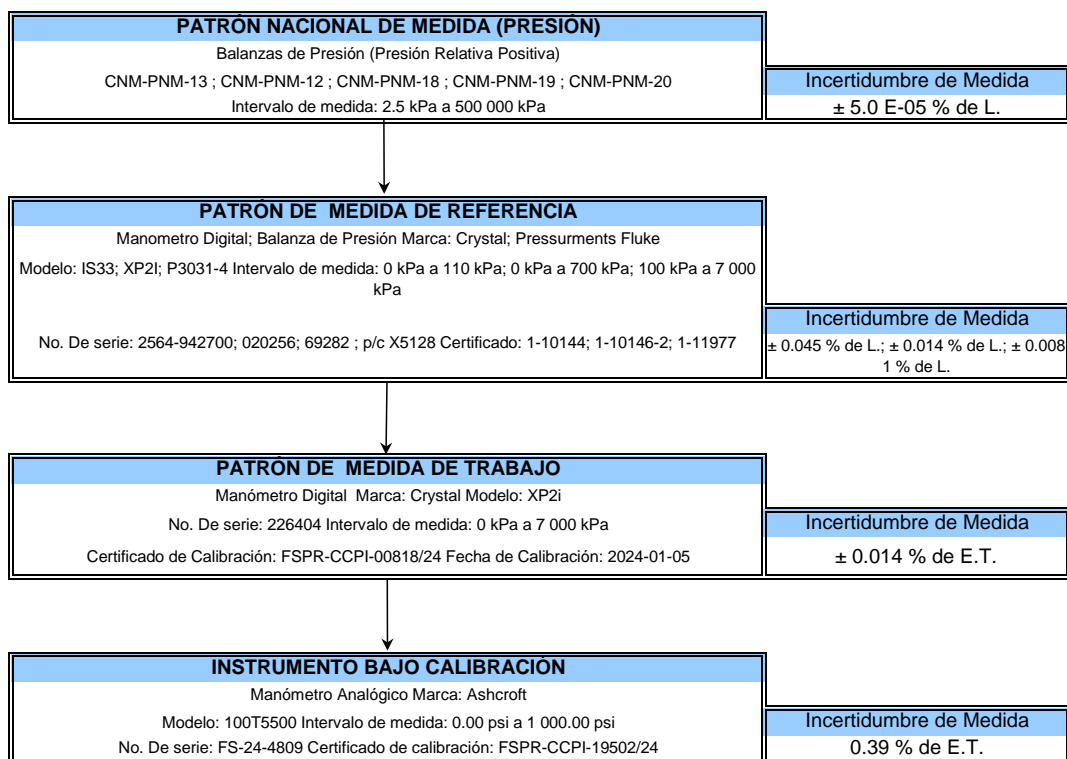 PATRÓN NACIONAL DE MEDIDA (PRESIÓN)
Balanzas de Presión (Presión Relativa Positiva)
CNM-PNM-13 ; CNM-PNM-12 ; CNM-PNM-18 ; CNM-PNM-19 ; CNM-PNM-20
Intervalo de medida: 2.5 kPa a 500 000 kPa
Incertidumbre de Medida
± 5.0 E-05 % de L.
PATRÓN DE MEDIDA DE REFERENCIA
Manometro Digital; Balanza de Presión Marca: Crystal; Pressurments Fluke
Modelo: IS33; XP2I; P3031-4 Intervalo de medida: 0 kPa a 110 kPa; 0 kPa a 700 kPa; 100 kPa a 7 000
kPa
No. De serie: 2564-942700; 020256; 69282 ; p/c X5128 Certificado: 1-10144; 1-10146-2; 1-11977
Incertidumbre de Medida
± 0.045 % de L.; ± 0.014 % de L.; ± 0.008
1 % de L.
PATRÓN DE MEDIDA DE TRABAJO
Manómetro Digital Marca: Crystal Modelo: XP2i
No. De serie: 226404 Intervalo de medida: 0 kPa a 7 000 kPa
Certificado de Calibración: FSPR-CCPI-00818/24 Fecha de Calibración: 2024-01-05
Incertidumbre de Medida
± 0.014 % de E.T.
INSTRUMENTO BAJO CALIBRACIÓN
Manómetro Analógico Marca: Ashcroft
Modelo: 100T5500 Intervalo de medida: 0.00 psi a 1 000.00 psi
No. De serie: FS-24-4809 Certificado de calibración: FSPR-CCPI-19502/24
Incertidumbre de Medida
0.39 % de E.T.